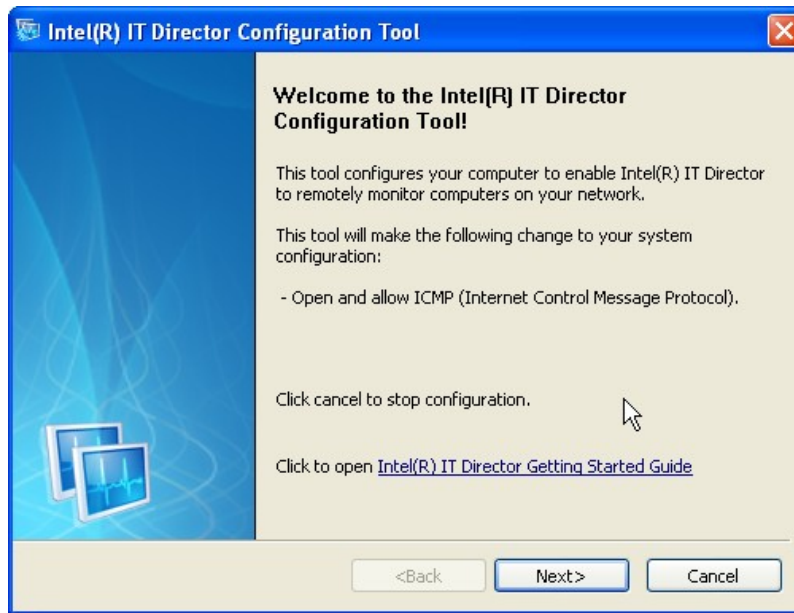 Intel(R) IT Director Configuration Tool
Welcome to the Intel(R) IT Director
Configuration Tool!
This tool configures your computer to enable Intel(R) IT Director
to remotely monitor computers on your network.
This tool will make the following change to your system
configuration:
- Open and allow ICMP (Internet Control Message Protocol).
Click cancel to stop configuration.
Click to open Intel(R) IT Director Getting Started Guide
<Back
Next>
Cancel